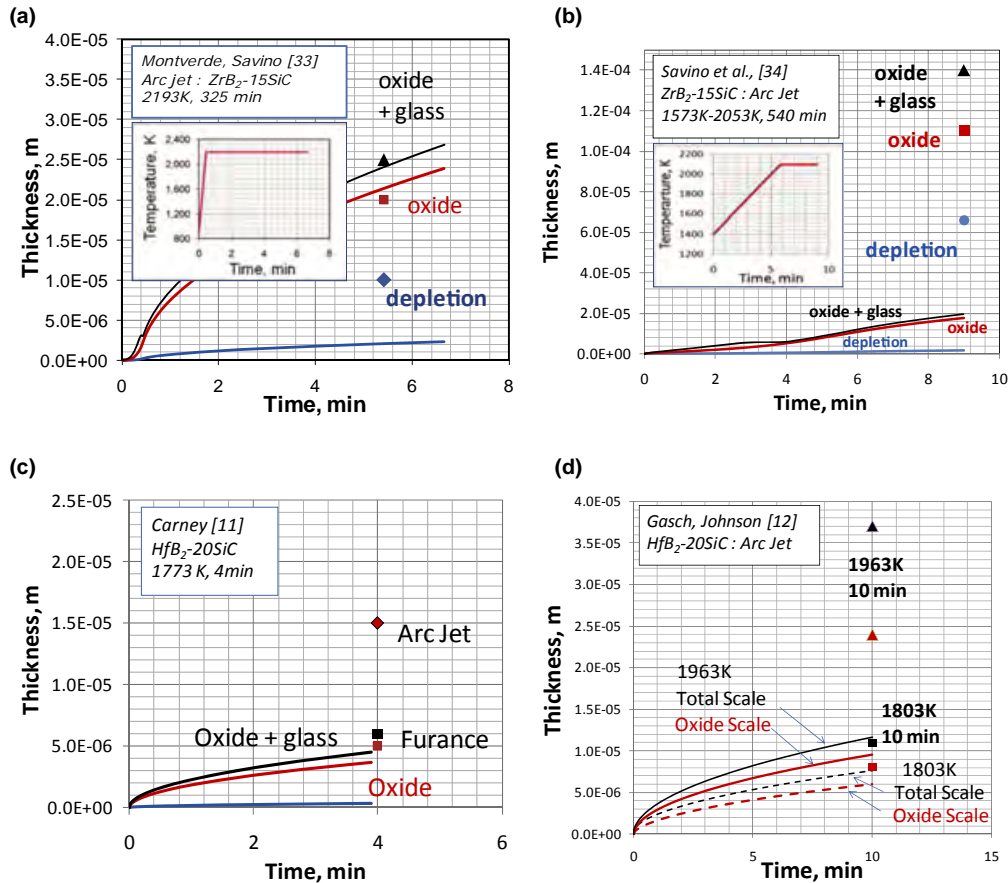 (a)
4.0E-05
3.5E-05
3.0E-05
2.5E-05
2.0E-05
1.5E-05
1.0E-05
5.0E-06
0.0E+00
Thickness, m
Montverde, Savino [33]
Arc jet : ZrB2-15SiC
2193K, 325 min
2,400
2,000
1,600
1,200
800
Temperature, K
0 2 4 6 8
Time, min
oxide
+ glass
oxide
depletion
0 2 4 6 8
Time, min
(b)
1.4E-04
1.2E-04
1.0E-04
8.0E-05
6.0E-05
4.0E-05
2.0E-05
0.0E+00
Thickness, m
Savino et al., [34]
ZrB2-15SiC : Arc Jet
1573K-2053K, 540 min
2200
2000
1800
1600
1400
1200
Temperarture, K
0 5 10
Time, min
oxide
+ glass
oxide
depletion
oxide + glass
oxide
depletion
0 2 4 6 8 10
Time, min
(c)
2.5E-05
2.0E-05
1.5E-05
1.0E-05
5.0E-06
0.0E+00
Thickness, m
Carney [11]
HfB2-20SiC
1773 K, 4min
Arc Jet
Oxide + glass
Furance
Oxide
0 2 4 6
Time, min
(d)
4.0E-05
3.5E-05
3.0E-05
2.5E-05
2.0E-05
1.5E-05
1.0E-05
5.0E-06
0.0E+00
Thickness, m
Gasch, Johnson [12]
HfB2-20SiC : Arc Jet
1963K
10 min
1963K
Total Scale
Oxide Scale
1803K
10 min
1803K
Total Scale
Oxide Scale
0 5 10 15
Time, min